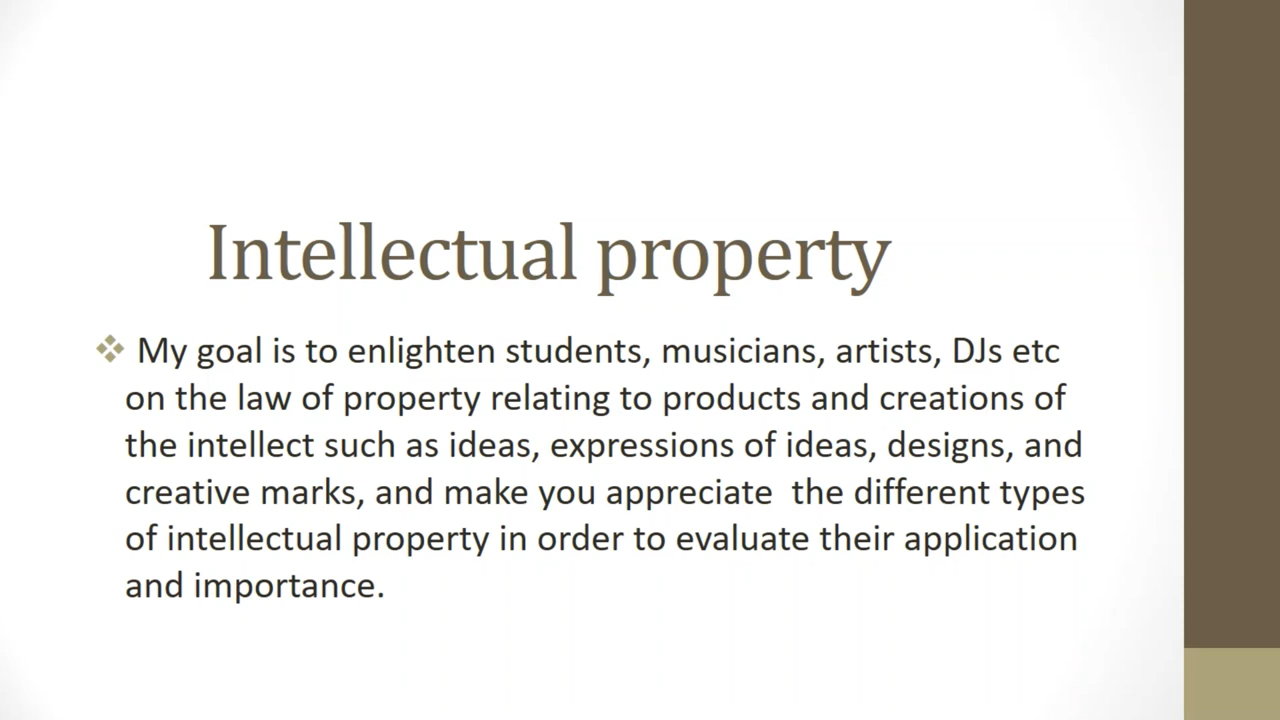 Intellectual property
❖ My goal is to enlighten students, musicians, artists, DJs etc
on the law of property relating to products and creations of
the intellect such as ideas, expressions of ideas, designs, and
creative marks, and make you appreciate  the different types
of intellectual property in order to evaluate their application
and importance.